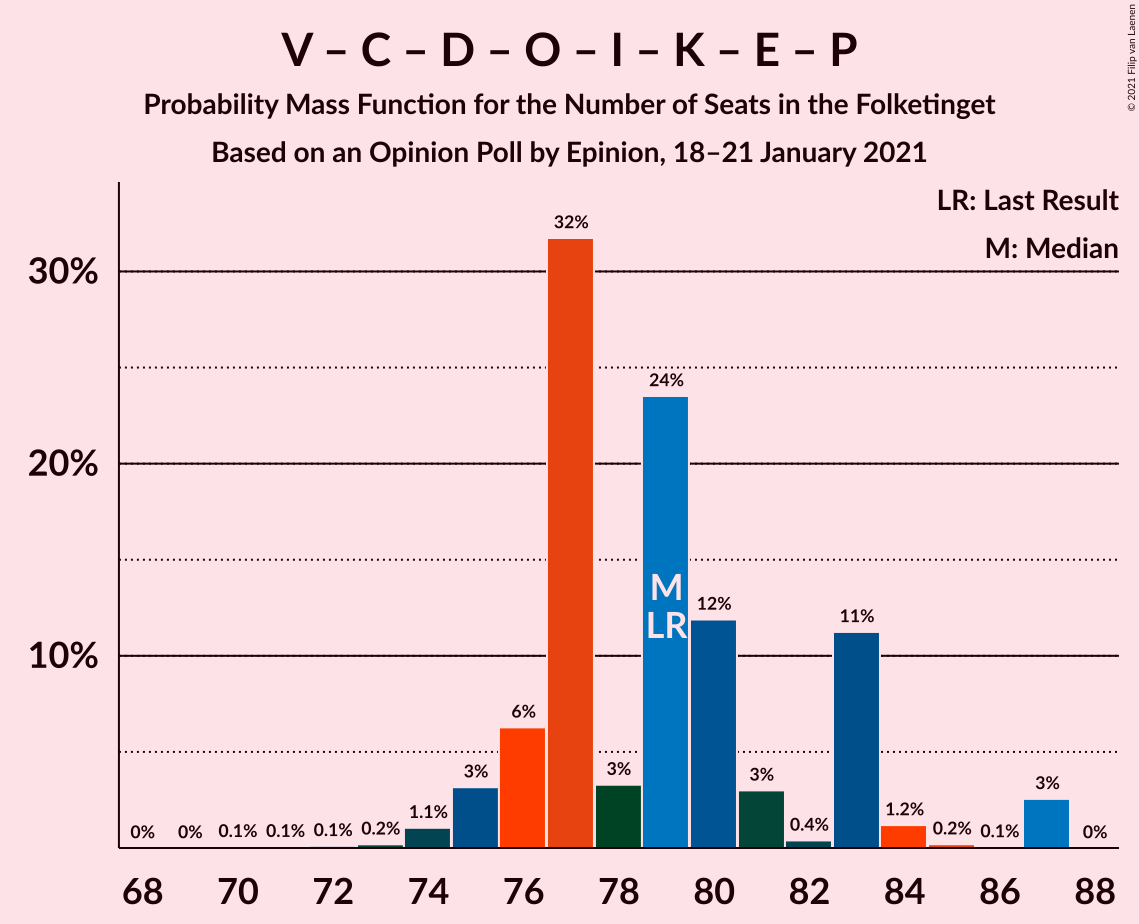 V – C – D – O – I – K – E – P
Probability Mass Function for the Number of Seats in the Folketinget
Based on an Opinion Poll by Epinion, 18–21 January 2021
© 2021 Filip van Laenen
LR: Last Result
M: Median
30%
20%
10%
0% 0% 0.1% 0.1% 0.1% 0.2% 1.1% 3% 6% 32% 3% 24% 12% 3% 0.4% 11% 1.2% 0.2% 0.1% 3% 0%
M
LR
68 70 72 74 76 78 80 82 84 86 88